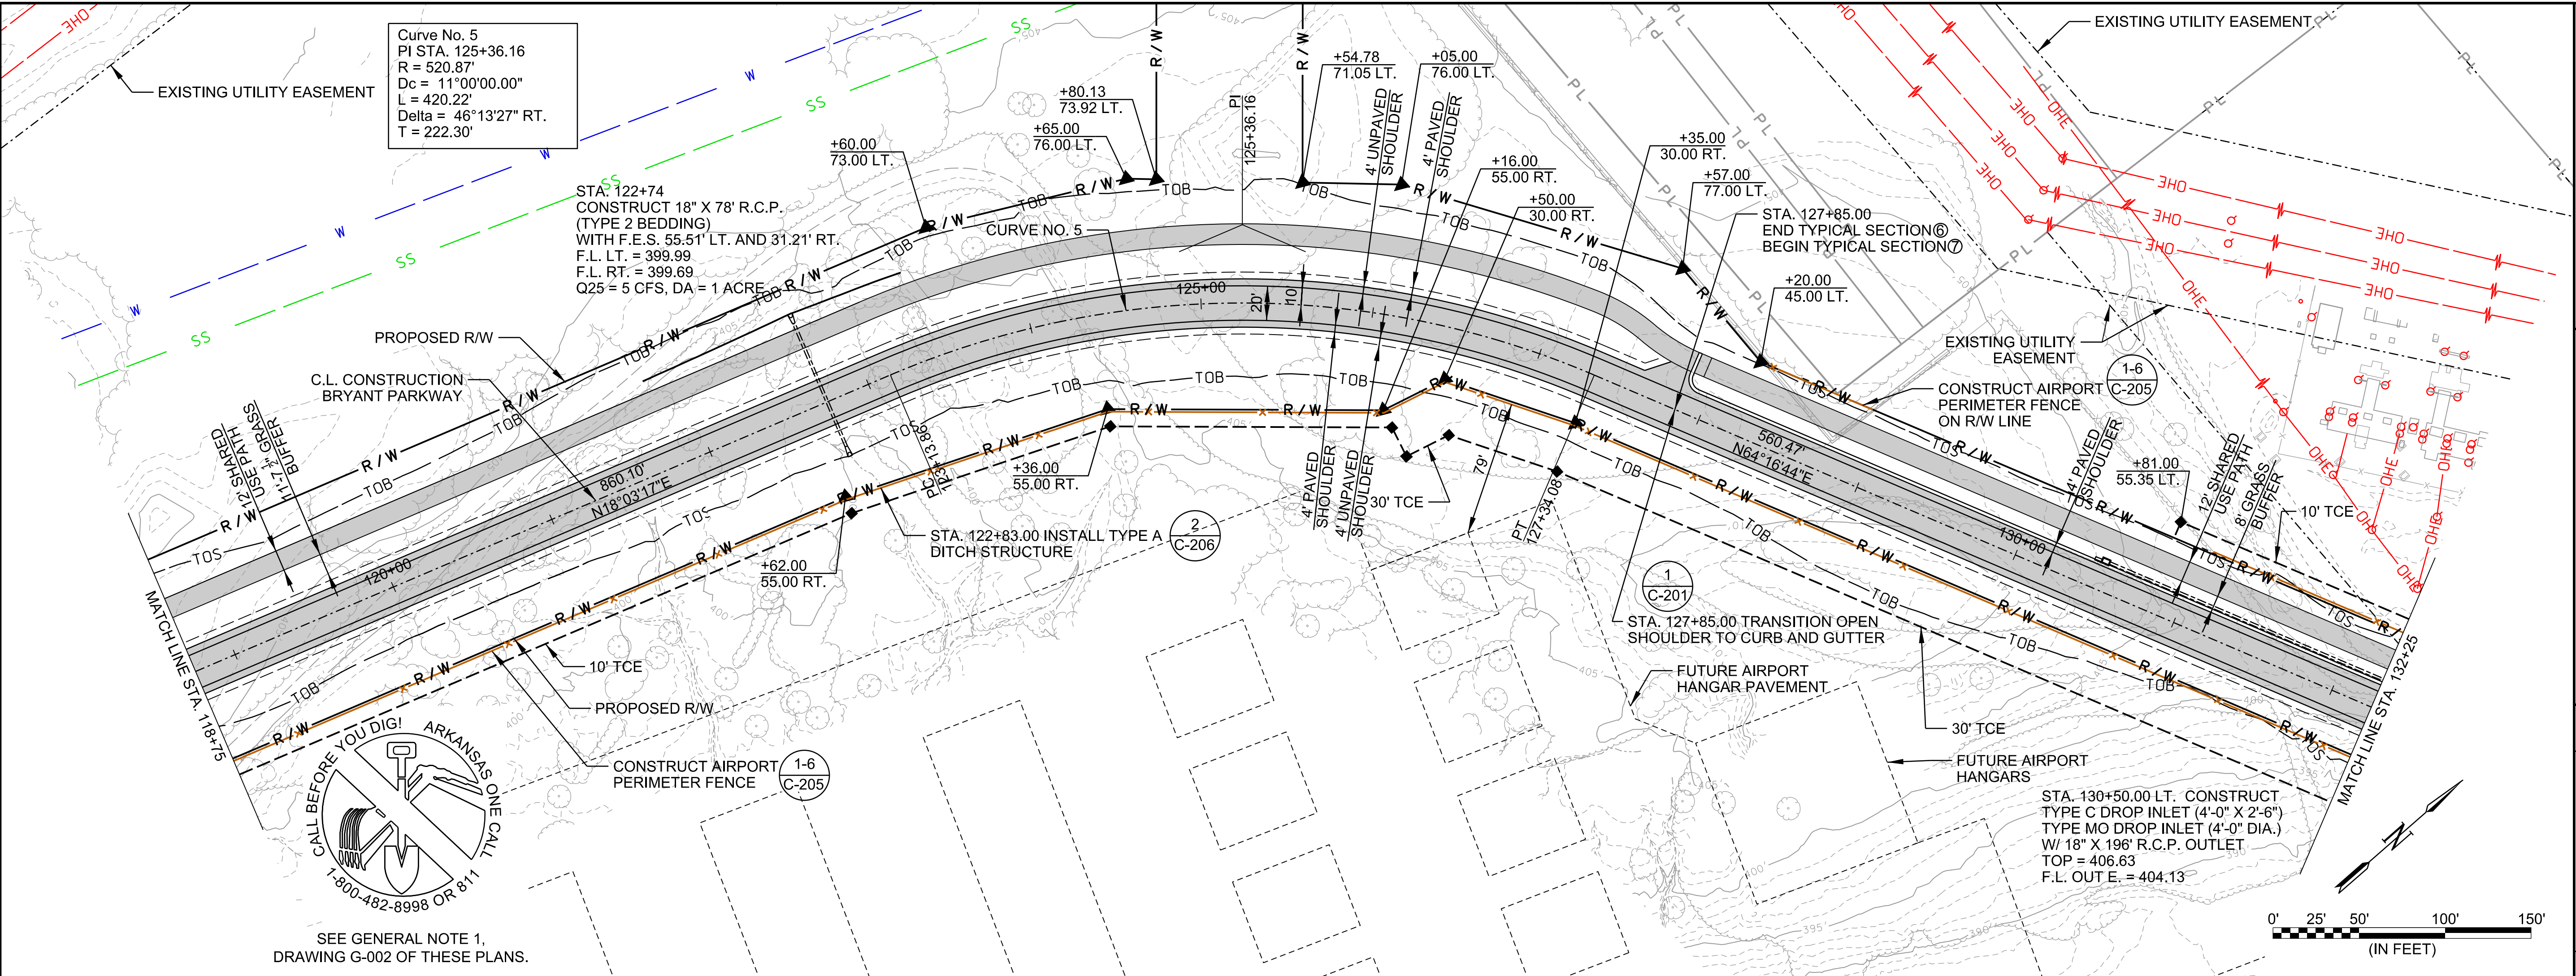 Curve No. 5
PI STA. 125+36.16
R = 520.87'
Dc = 11°00'00.00"
L = 420.22'
Delta = 46°13'27" RT.
T = 222.30'
EXISTING UTILITY EASEMENT
OHE
W
SS
W
SS
W
SS
W
SS
R / W
R / W
+54.78
71.05 LT.
+05.00
76.00 LT.
+80.13
73.92 LT.
+65.00
76.00 LT.
+60.00
73.00 LT.
PI
125+36.16
4' UNPAVED
SHOULDER
4' PAVED
SHOULDER
+16.00
55.00 RT.
+50.00
30.00 RT.
+35.00
30.00 RT.
+57.00
77.00 LT.
STA. 127+85.00
END TYPICAL SECTION 6
BEGIN TYPICAL SECTION 7
+20.00
45.00 LT.
EXISTING UTILITY EASEMENT
PL
PL
PL
PL
OHE
OHE
OHE
OHE
STA. 122+74
CONSTRUCT 18" X 78' R.C.P.
(TYPE 2 BEDDING)
WITH F.E.S. 55.51' LT. AND 31.21' RT.
F.L. LT. = 399.99
F.L. RT. = 399.69
Q25 = 5 CFS, DA = 1 ACRE
CURVE NO. 5
PROPOSED R/W
C.L. CONSTRUCTION
BRYANT PARKWAY
12' SHARED
USE PATH
11'-7 1/2" GRASS
BUFFER
TOB
TOS
R / W
120+00
860.10'
N18°03'17"E
PC
123+13.86
125+00
20'
10'
4' PAVED
SHOULDER
4' UNPAVED
SHOULDER
30' TCE
79'
PT
127+34.08
560.47'
N64°16'44"E
130+00
EXISTING UTILITY
EASEMENT
CONSTRUCT AIRPORT
PERIMETER FENCE
ON R/W LINE
1-6
C-205
4' PAVED
SHOULDER
+81.00
55.35 LT.
12' SHARED
USE PATH
8' GRASS
BUFFER
10' TCE
+36.00
55.00 RT.
STA. 122+83.00 INSTALL TYPE A
DITCH STRUCTURE
2
C-206
+62.00
55.00 RT.
10' TCE
PROPOSED R/W
CONSTRUCT AIRPORT
PERIMETER FENCE
1-6
C-205
1
C-201
STA. 127+85.00 TRANSITION OPEN
SHOULDER TO CURB AND GUTTER
FUTURE AIRPORT
HANGAR PAVEMENT
30' TCE
FUTURE AIRPORT
HANGARS
STA. 130+50.00 LT. CONSTRUCT
TYPE C DROP INLET (4'-0" X 2'-6")
TYPE MO DROP INLET (4'-0" DIA.)
W/ 18" X 196' R.C.P. OUTLET
TOP = 406.63
F.L. OUT E. = 404.13
MATCH LINE STA. 118+75
MATCH LINE STA. 132+25
CALL BEFORE YOU DIG!
ARKANSAS ONE CALL
1-800-482-8998 OR 811
SEE GENERAL NOTE 1,
DRAWING G-002 OF THESE PLANS.
N
0' 25' 50' 100' 150'
(IN FEET)